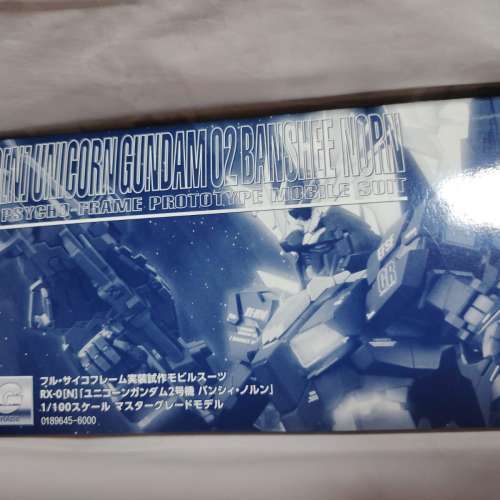 UNICORN GUNDAM 02 BANSHEE NORN
PSYCHO-FRAME PROTOTYPE MOBILE SUIT
フル・サイコフレーム実装試作モビルスーツ
RX-0[N]「ユニコーンガンダム2号機 バンシィ・ノルン」
1/100スケール マスターグレードモデル
0189645-6000